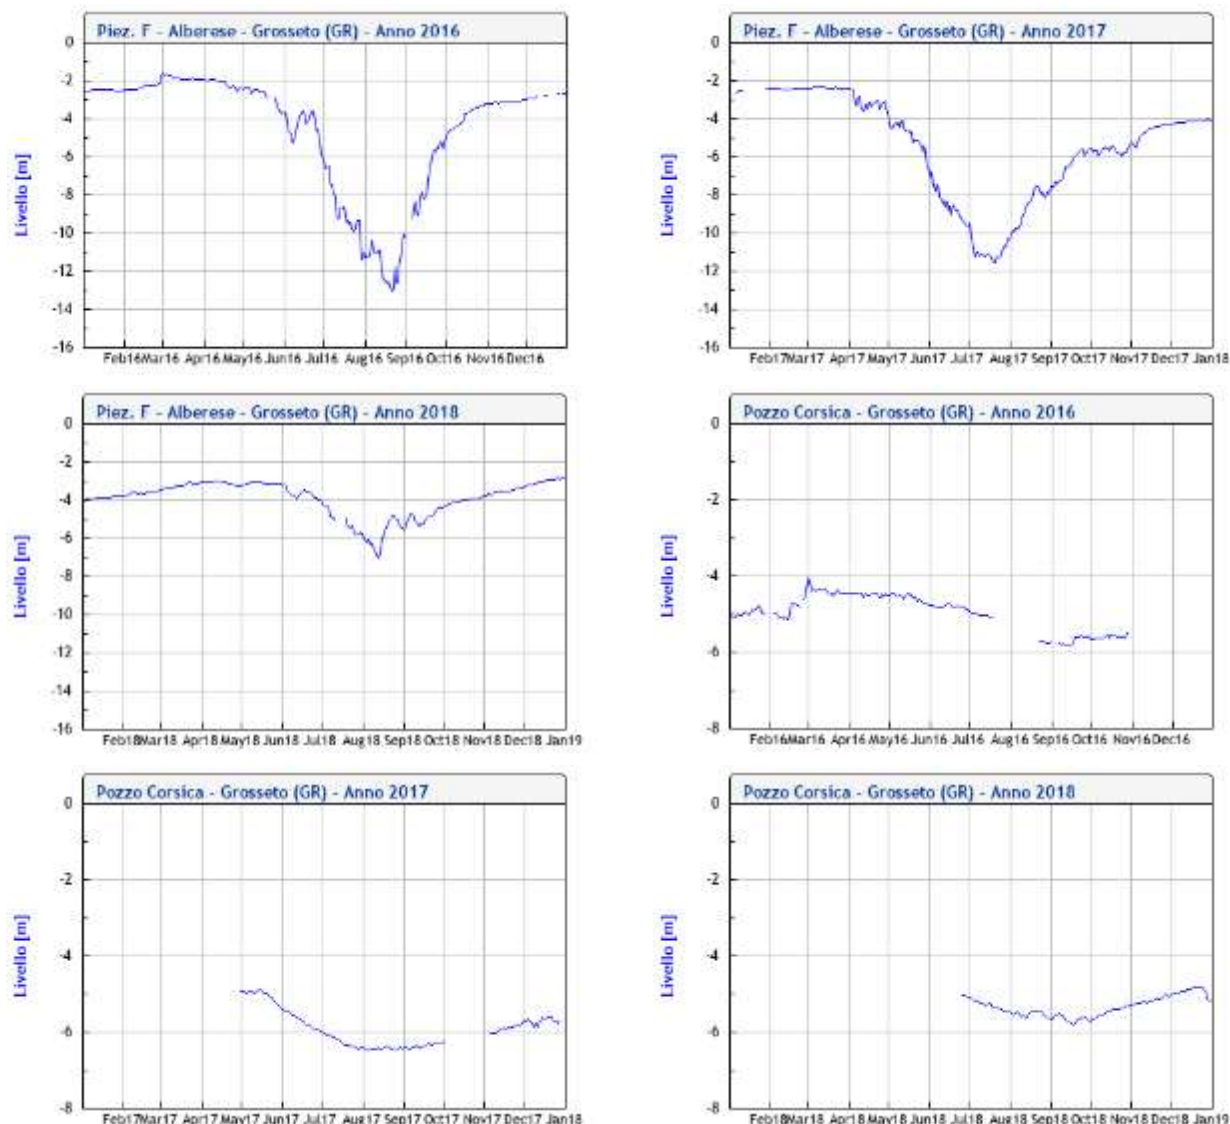 Piez. F - Alberese - Grosseto (GR) - Anno 2016
0
-2
-4
-6
-8
-10
-12
-14
-16
Livello [m]
Feb16 Mar16 Apr16 May16 Jun16 Jul16 Aug16 Sep16 Oct16 Nov16 Dec16
Piez. F - Alberese - Grosseto (GR) - Anno 2017
0
-2
-4
-6
-8
-10
-12
-14
-16
Livello [m]
Feb17 Mar17 Apr17 May17 Jun17 Jul17 Aug17 Sep17 Oct17 Nov17 Dec17 Jan18
Piez. F - Alberese - Grosseto (GR) - Anno 2018
0
-2
-4
-6
-8
-10
-12
-14
-16
Livello [m]
Feb18 Mar18 Apr18 May18 Jun18 Jul18 Aug18 Sep18 Oct18 Nov18 Dec18 Jan19
Pozzo Corsica - Grosseto (GR) - Anno 2016
0
-2
-4
-6
-8
Livello [m]
Feb16 Mar16 Apr16 May16 Jun16 Jul16 Aug16 Sep16 Oct16 Nov16 Dec16
Pozzo Corsica - Grosseto (GR) - Anno 2017
0
-2
-4
-6
-8
Livello [m]
Feb17 Mar17 Apr17 May17 Jun17 Jul17 Aug17 Sep17 Oct17 Nov17 Dec17 Jan18
Pozzo Corsica - Grosseto (GR) - Anno 2018
0
-2
-4
-6
-8
Livello [m]
Feb18 Mar18 Apr18 May18 Jun18 Jul18 Aug18 Sep18 Oct18 Nov18 Dec18 Jan19